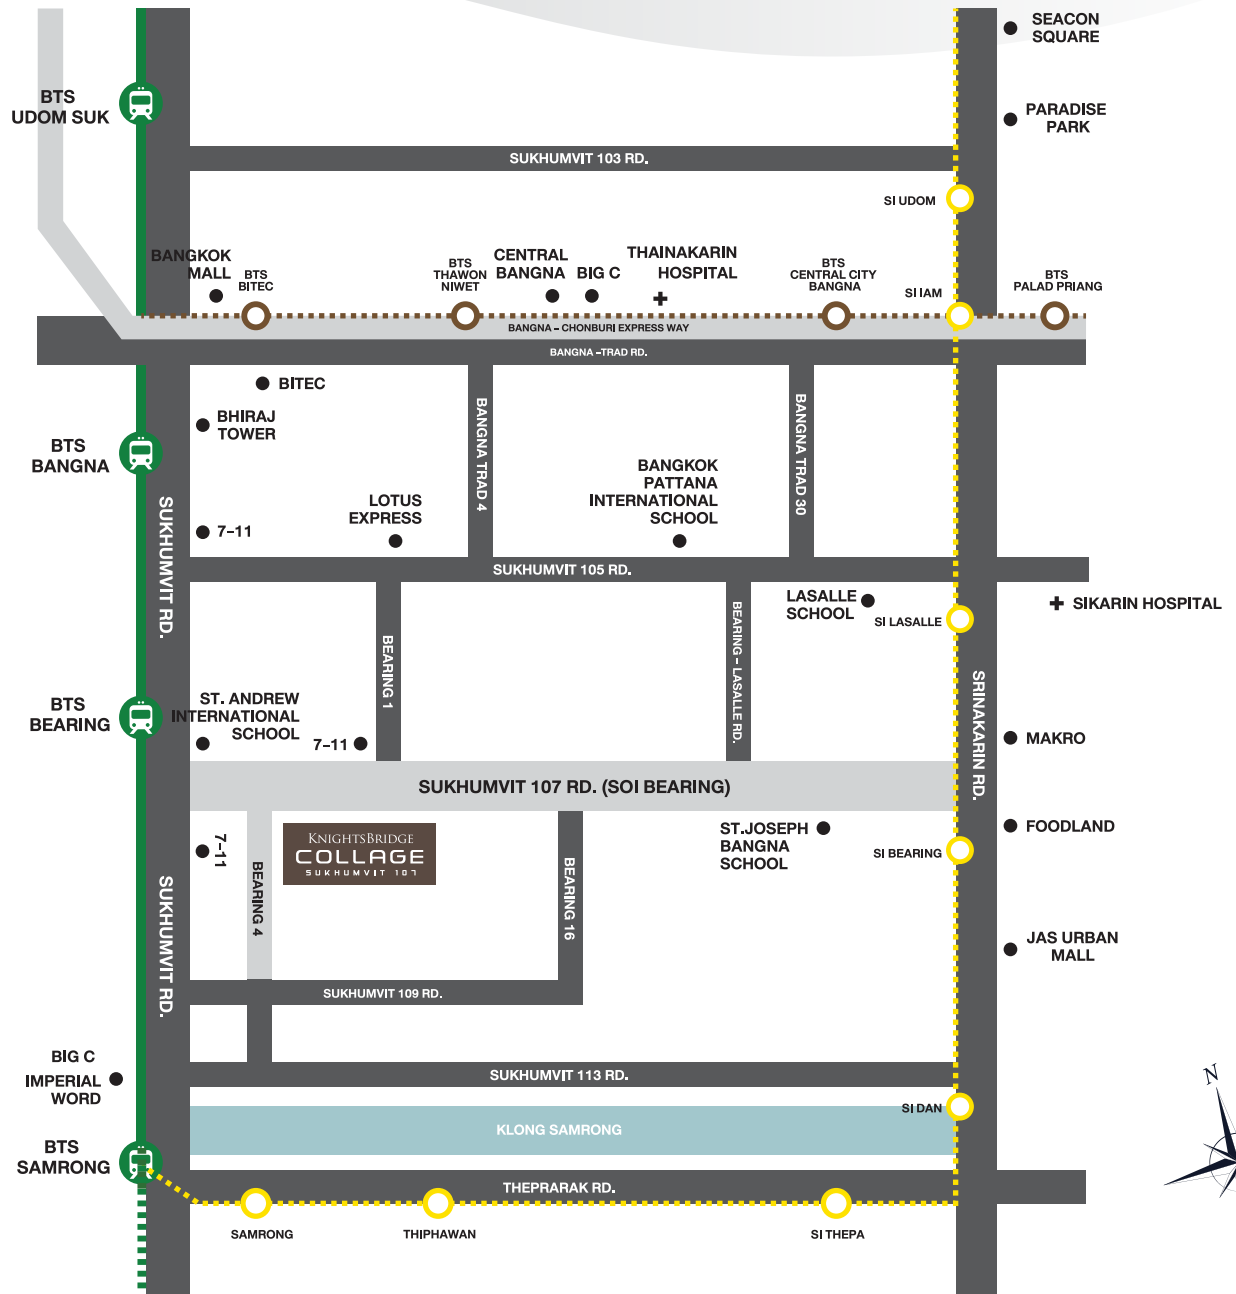 SEACON
SQUARE
BTS
UDOM SUK
PARADISE
PARK
SUKHUMVIT 103 RD.
SI UDOM
BANGKOK
MALL
BTS
BITEC
BTS
THAWON
NIWET
CENTRAL
BANGNA
BIG C
THAINAKARIN
HOSPITAL
BTS
CENTRAL CITY
BANGNA
SI IAM
BTS
PALAD PRIANG
BANGNA - CHONBURI EXPRESS WAY
BANGNA -TRAD RD.
BITEC
BHIRAJ
TOWER
BTS
BANGNA
BANGNA TRAD 4
BANGNA TRAD 30
BANGKOK
PATTANA
INTERNATIONAL
SCHOOL
LOTUS
EXPRESS
7-11
SUKHUMVIT RD.
SUKHUMVIT 105 RD.
LASALLE
SCHOOL
SI LASALLE
SIKARIN HOSPITAL
BEARING 1
BEARING - LASALLE RD.
SRINAKARIN RD.
BTS
BEARING
ST. ANDREW
INTERNATIONAL
SCHOOL
7-11
MAKRO
SUKHUMVIT 107 RD. (SOI BEARING)
7-11
BEARING 4
KNIGHTSBRIDGE
COLLAGE
SUKHUMVIT 107
BEARING 16
ST.JOSEPH
BANGNA
SCHOOL
SI BEARING
FOODLAND
SUKHUMVIT RD.
JAS URBAN
MALL
SUKHUMVIT 109 RD.
BIG C
IMPERIAL
WORD
SUKHUMVIT 113 RD.
SI DAN
N
KLONG SAMRONG
BTS
SAMRONG
THEPRARAK RD.
SAMRONG
THIPHAWAN
SI THEPA